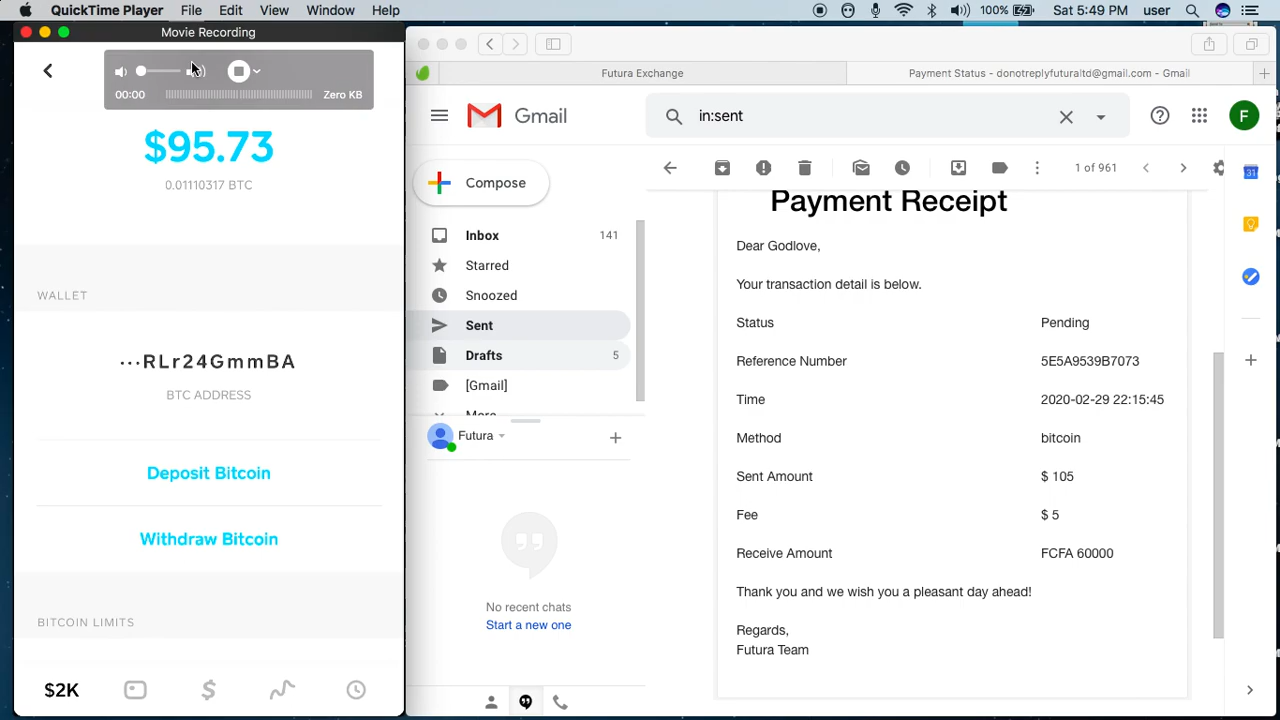 QuickTime Player File Edit View Window Help 100% Sat 5:49 PM user
Movie Recording
00:00 Zero KB
$95.73
0.01110317 BTC
WALLET
···RLr24GmmBA
BTC ADDRESS
Deposit Bitcoin
Withdraw Bitcoin
BITCOIN LIMITS
$2K
Futura Exchange
Payment Status - donotreplyfuturaltd@gmail.com - Gmail
Gmail
in:sent
F
Compose
1 of 961
31
Inbox 141
Starred
Snoozed
Sent
Drafts 5
[Gmail]
More
Futura
No recent chats
Start a new one
Payment Receipt
Dear Godlove,
Your transaction detail is below.
Status Pending
Reference Number 5E5A9539B7073
Time 2020-02-29 22:15:45
Method bitcoin
Sent Amount $ 105
Fee $ 5
Receive Amount FCFA 60000
Thank you and we wish you a pleasant day ahead!
Regards,
Futura Team